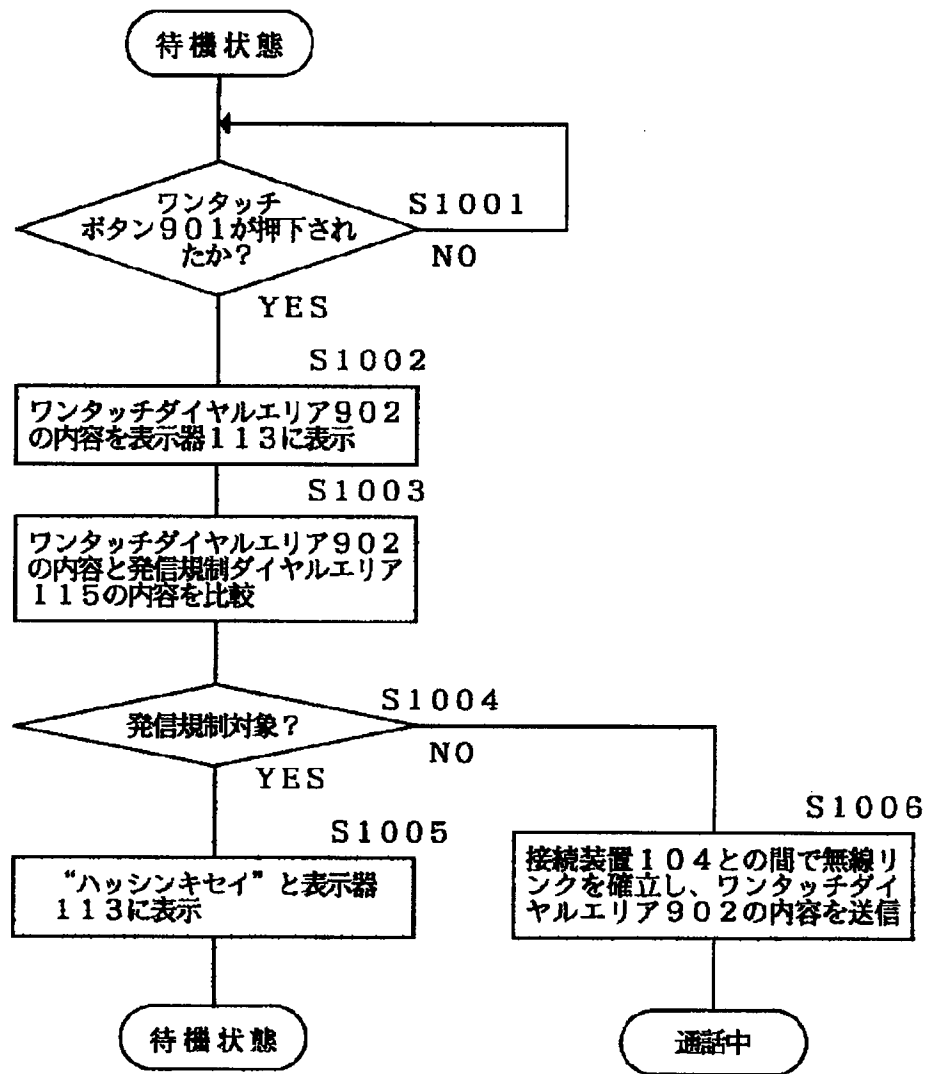 待機状態
ワンタッチ
ボタン901が押下され
たか?
S1001
NO
YES
S1002
ワンタッチダイヤルエリア902
の内容を表示器113に表示
S1003
ワンタッチダイヤルエリア902
の内容と発信規制ダイヤルエリア
115の内容を比較
発信規制対象?
S1004
NO
YES
S1005
“ハッシンキセイ”と表示器
113に表示
S1006
接続装置104との間で無線リ
ンクを確立し、ワンタッチダイ
ヤルエリア902の内容を送信
待機状態
通話中